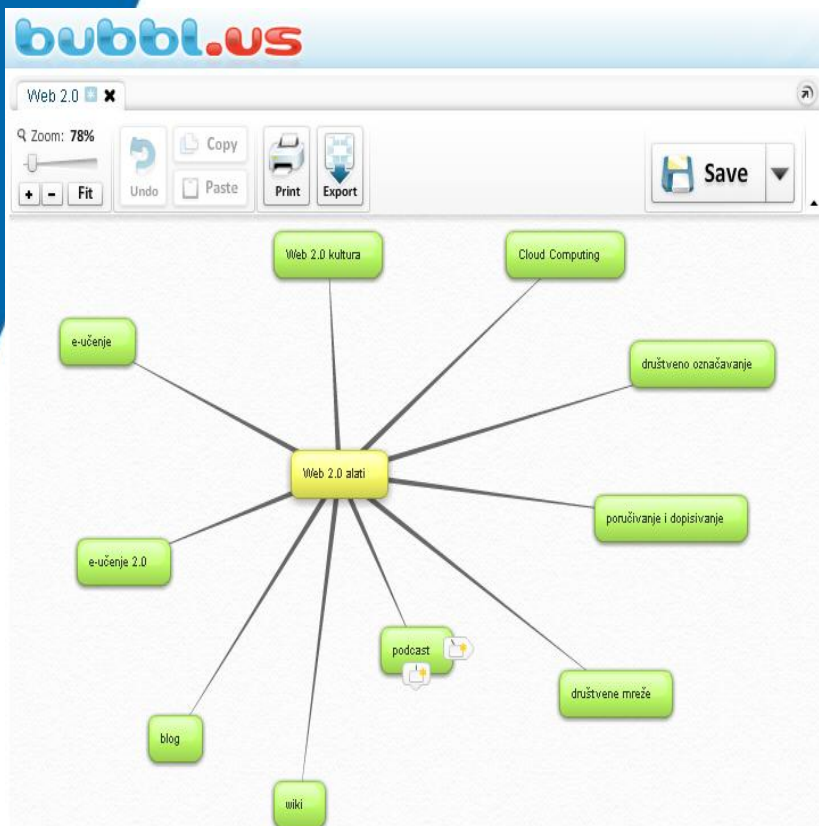 bubbl.us
Web 2.0
Zoom: 78%
+ - Fit
Undo
Copy
Paste
Print
Export
Save
Web 2.0 kultura
Cloud Computing
e-učenje
društveno označavanje
Web 2.0 alati
poručivanje i dopisivanje
e-učenje 2.0
podcast
društvene mreže
blog
wiki